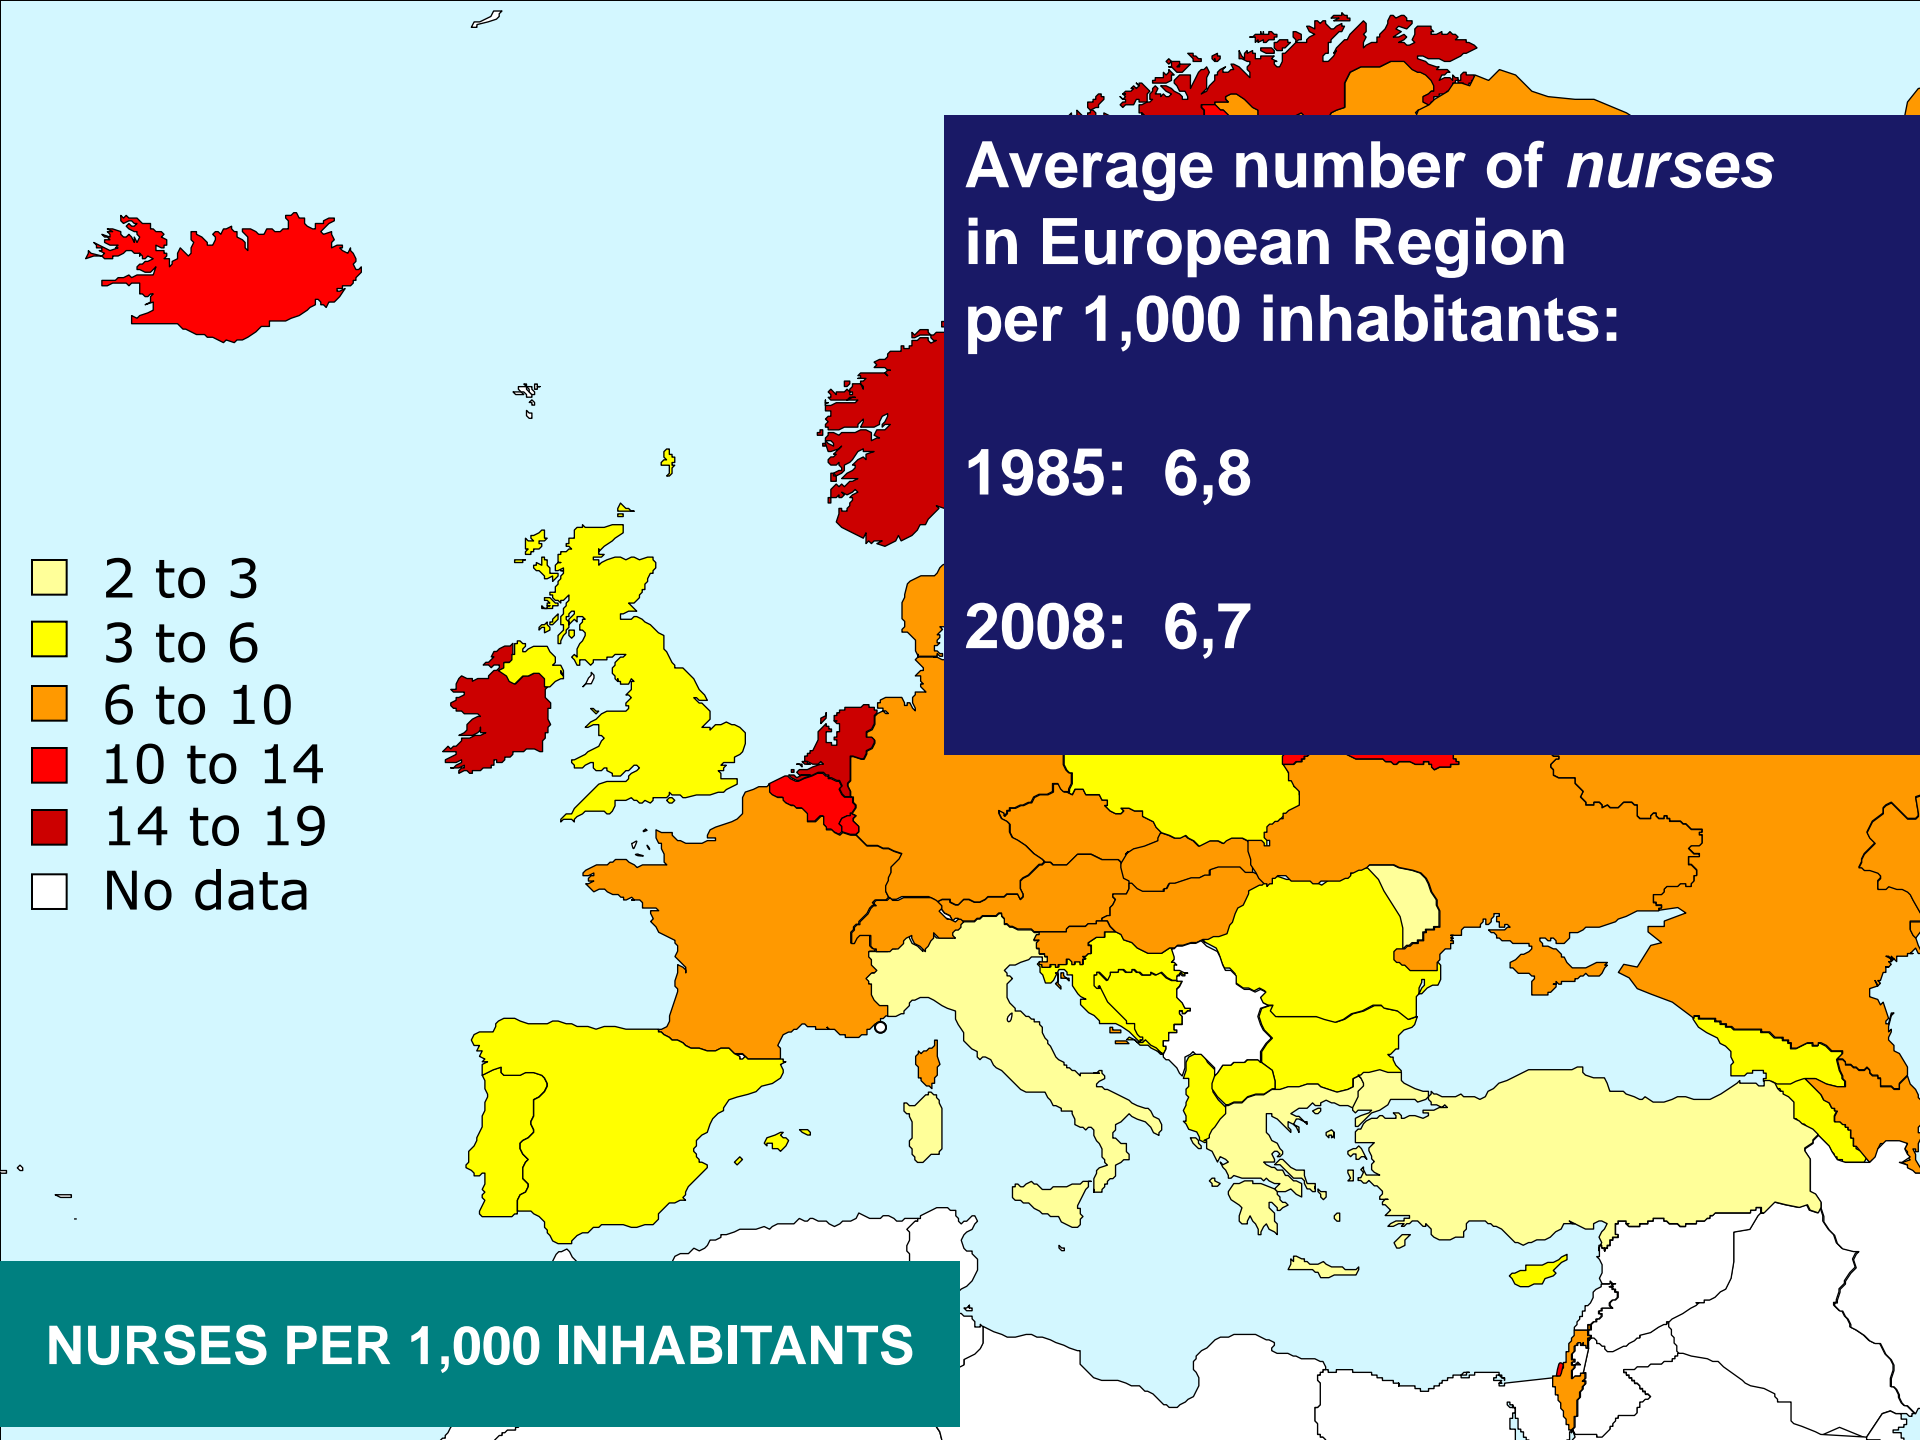 Average number of nurses
in European Region
per 1,000 inhabitants:
1985: 6,8
2008: 6,7
2 to 3
3 to 6
6 to 10
10 to 14
14 to 19
No data
NURSES PER 1,000 INHABITANTS